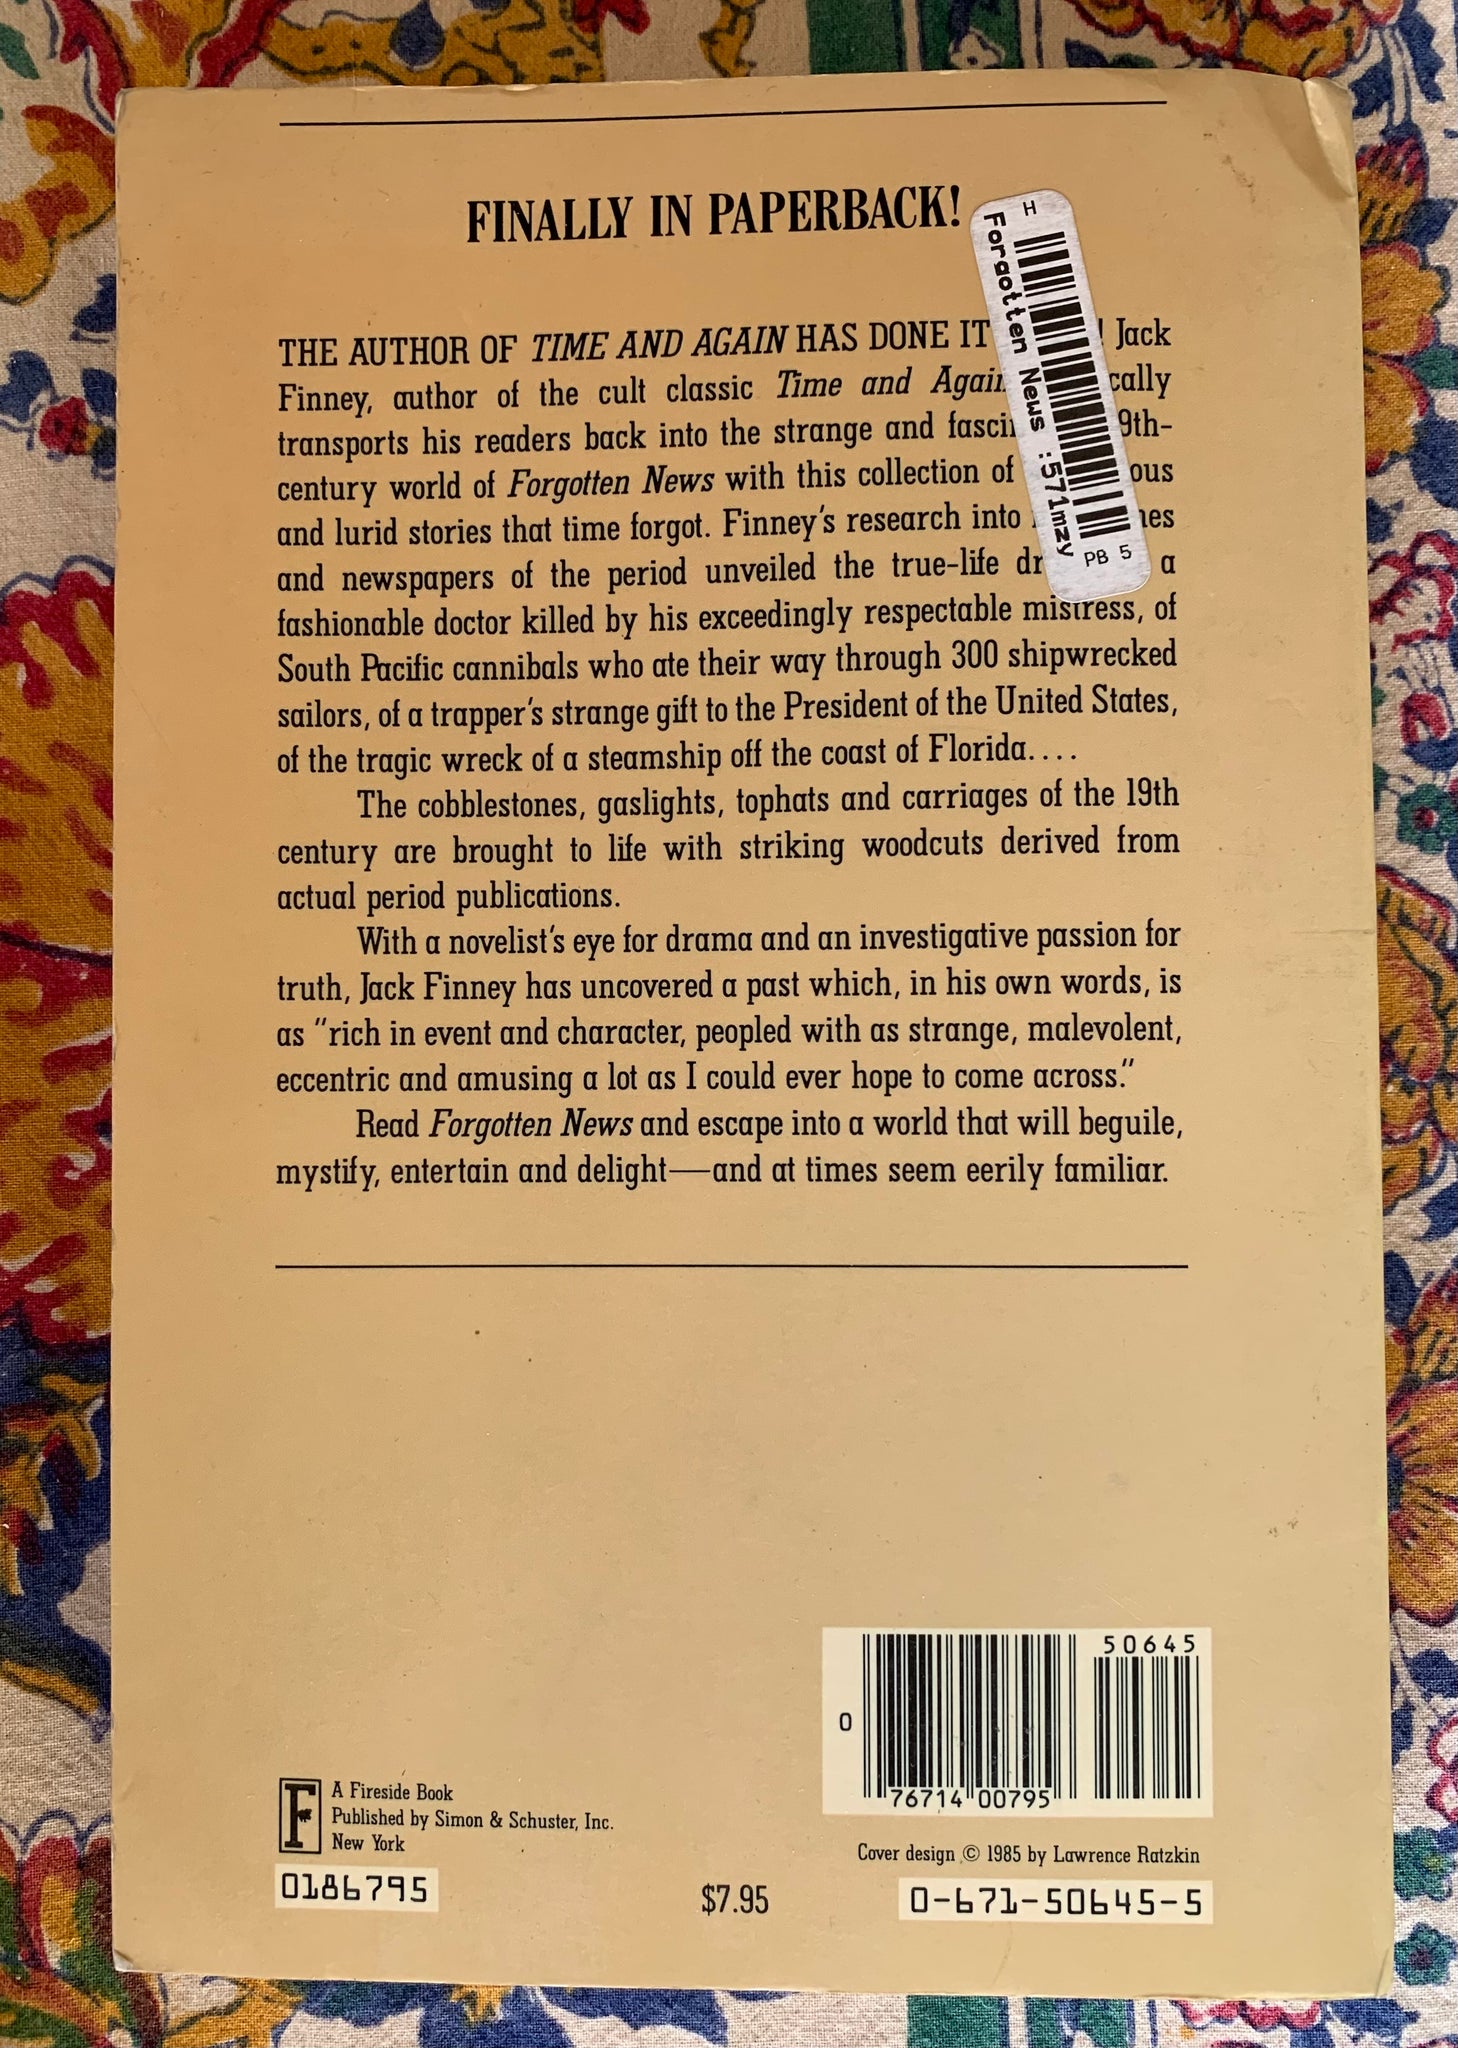 FINALLY IN PAPERBACK!
H
Forgotten News :571mzy
PB 5
THE AUTHOR OF TIME AND AGAIN HAS DONE IT ! Jack
Finney, author of the cult classic Time and Again
transports his readers back into the strange and 9th-
century world of Forgotten News with this collection of
and lurid stories that time forgot. Finney's research into
and newspapers of the period unveiled the true-life a
fashionable doctor killed by his exceedingly respectable mistress, of
South Pacific cannibals who ate their way through 300 shipwrecked
sailors, of a trapper's strange gift to the President of the United States,
of the tragic wreck of a steamship off the coast of Florida....
The cobblestones, gaslights, tophats and carriages of the 19th
century are brought to life with striking woodcuts derived from
actual period publications.
With a novelist's eye for drama and an investigative passion for
truth, Jack Finney has uncovered a past which, in his own words, is
as "rich in event and character, peopled with as strange, malevolent,
eccentric and amusing a lot as I could ever hope to come across."
Read Forgotten News and escape into a world that will beguile,
mystify, entertain and delight—and at times seem eerily familiar.
50645
0
76714 00795
A Fireside Book
Published by Simon & Schuster, Inc.
New York
Cover design © 1985 by Lawrence Ratzkin
0186795
$7.95
0-671-50645-5